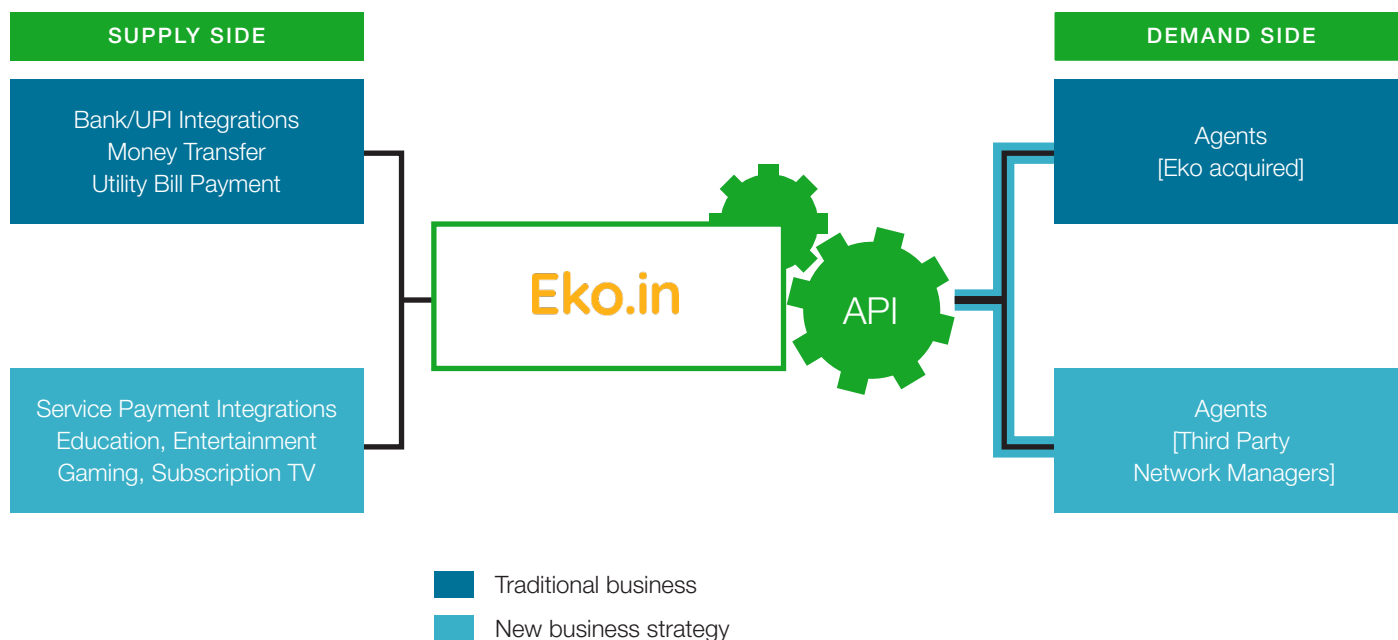 SUPPLY SIDE
Bank/UPI Integrations
Money Transfer
Utility Bill Payment
Service Payment Integrations
Education, Entertainment
Gaming, Subscription TV
Eko.in
API
DEMAND SIDE
Agents
[Eko acquired]
Agents
[Third Party
Network Managers]
Traditional business
New business strategy